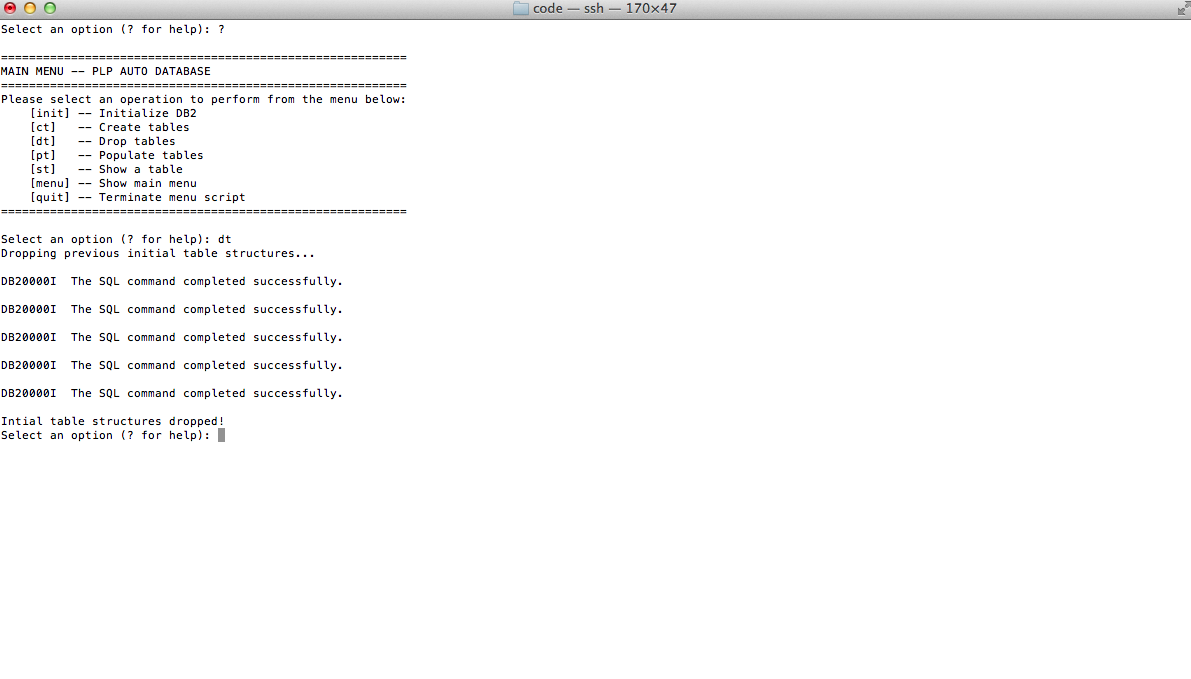 code — ssh — 170×47
Select an option (? for help): ?
==========================================================
MAIN MENU -- PLP AUTO DATABASE
==========================================================
Please select an operation to perform from the menu below:
[init] -- Initialize DB2
[ct]   -- Create tables
[dt]   -- Drop tables
[pt]   -- Populate tables
[st]   -- Show a table
[menu] -- Show main menu
[quit] -- Terminate menu script
==========================================================
Select an option (? for help): dt
Dropping previous initial table structures...
DB20000I  The SQL command completed successfully.
DB20000I  The SQL command completed successfully.
DB20000I  The SQL command completed successfully.
DB20000I  The SQL command completed successfully.
DB20000I  The SQL command completed successfully.
Intial table structures dropped!
Select an option (? for help):